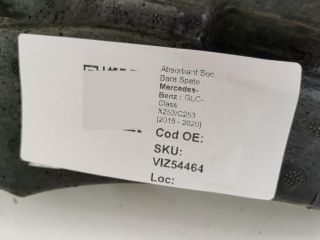 Absorbant Soc
Bara Spate
Mercedes-
Benz : GLC-
Class
X253/C253
[2015 - 2020]
Cod OE:
SKU:
VIZ54464
Loc: